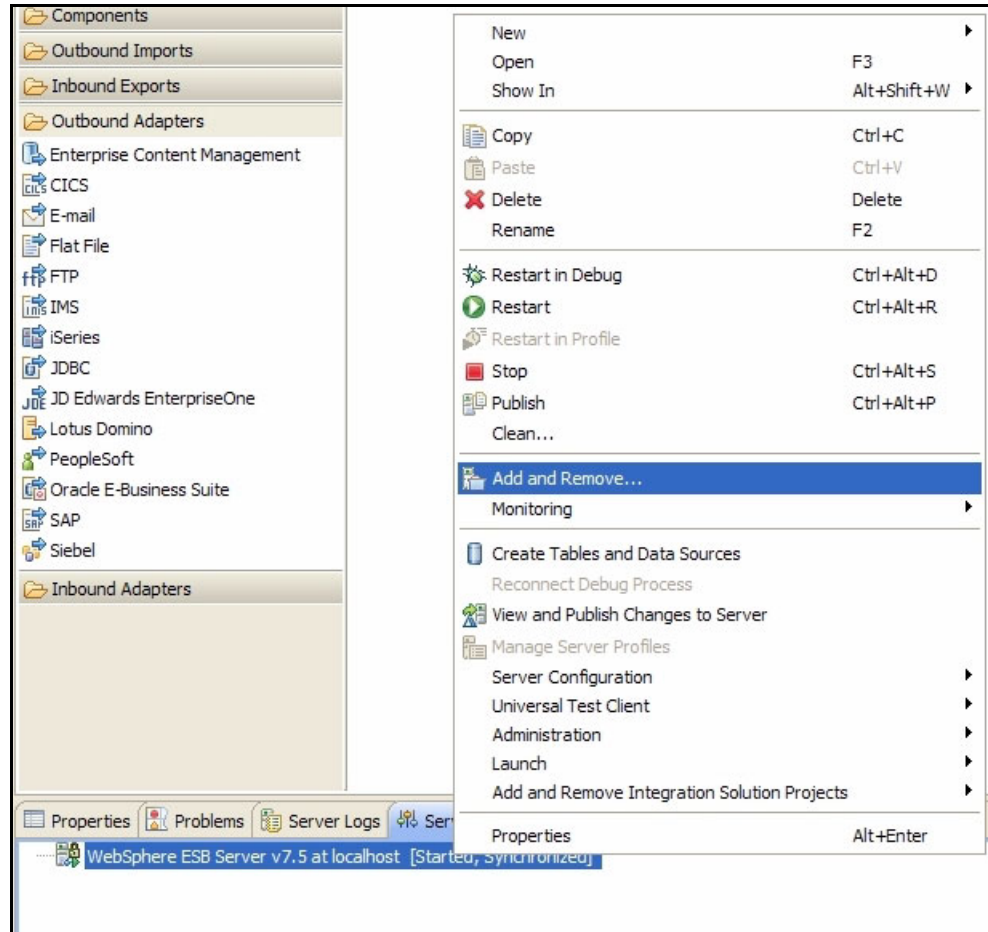 Components
Outbound Imports
Inbound Exports
Outbound Adapters
Enterprise Content Management
CICS
E-mail
Flat File
FTP
IMS
iSeries
JDBC
JD Edwards EnterpriseOne
Lotus Domino
PeopleSoft
Oracle E-Business Suite
SAP
Siebel
Inbound Adapters
New
Open F3
Show In Alt+Shift+W
Copy Ctrl+C
Paste Ctrl+V
Delete Delete
Rename F2
Restart in Debug Ctrl+Alt+D
Restart Ctrl+Alt+R
Restart in Profile
Stop Ctrl+Alt+S
Publish Ctrl+Alt+P
Clean...
Add and Remove...
Monitoring
Create Tables and Data Sources
Reconnect Debug Process
View and Publish Changes to Server
Manage Server Profiles
Server Configuration
Universal Test Client
Administration
Launch
Add and Remove Integration Solution Projects
Properties Alt+Enter
Properties Problems Server Logs Ser
WebSphere ESB Server v7.5 at localhost [Started, Synchronized]